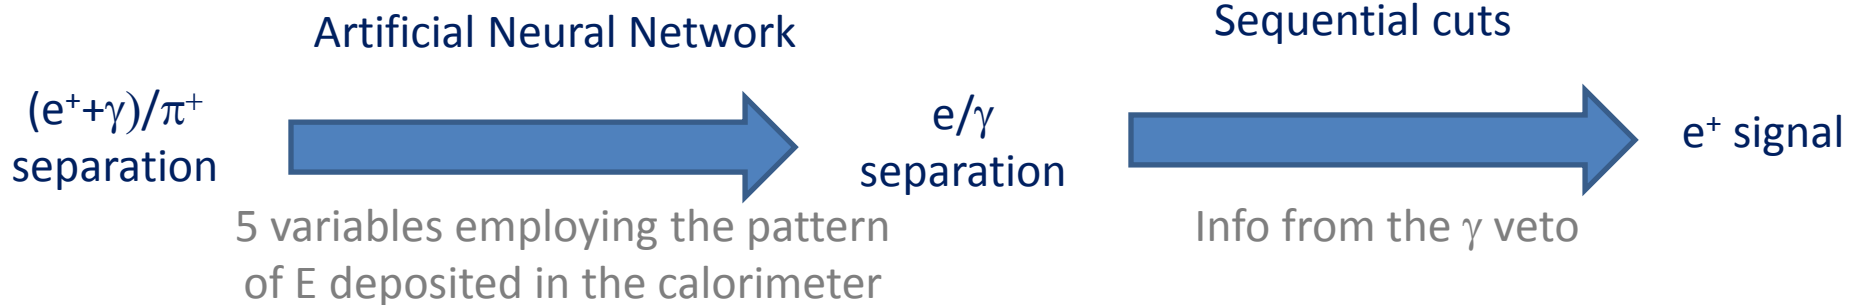 Artificial Neural Network
Sequential cuts
(e⁺+γ)/π⁺
separation
e/γ
separation
e⁺ signal
5 variables employing the pattern
of E deposited in the calorimeter
Info from the γ veto